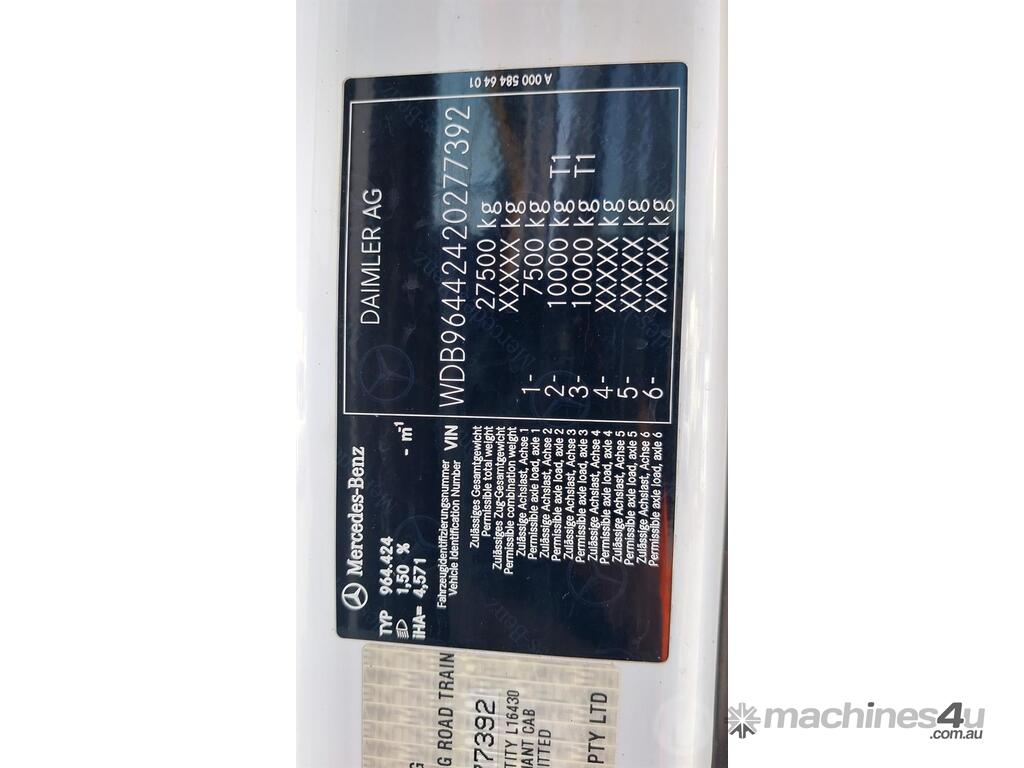 Mercedes-Benz
TYP 964.424
1,50 %
iHA= 4,571 - m⁻¹
DAIMLER AG
Fahrzeugidentifizierungsnummer
Vehicle Identification Number VIN WDB96442420277392
Zulässiges Gesamtgewicht
Permissible total weight 27500 kg
Zulässiges Zug-Gesamtgewicht
Permissible combination weight XXXXX kg
Zulässige Achslast, Achse 1
Permissible axle load, axle 1 1- 7500 kg
Zulässige Achslast, Achse 2
Permissible axle load, axle 2 2- 10000 kg T1
Zulässige Achslast, Achse 3
Permissible axle load, axle 3 3- 10000 kg T1
Zulässige Achslast, Achse 4
Permissible axle load, axle 4 4- XXXXX kg
Zulässige Achslast, Achse 5
Permissible axle load, axle 5 5- XXXXX kg
Zulässige Achslast, Achse 6
Permissible axle load, axle 6 6- XXXXX kg
A 000 584 64 01
G
G ROAD TRAIN
77392
TITY L16430
CAB
PTY LTD
machines4u
.com.au